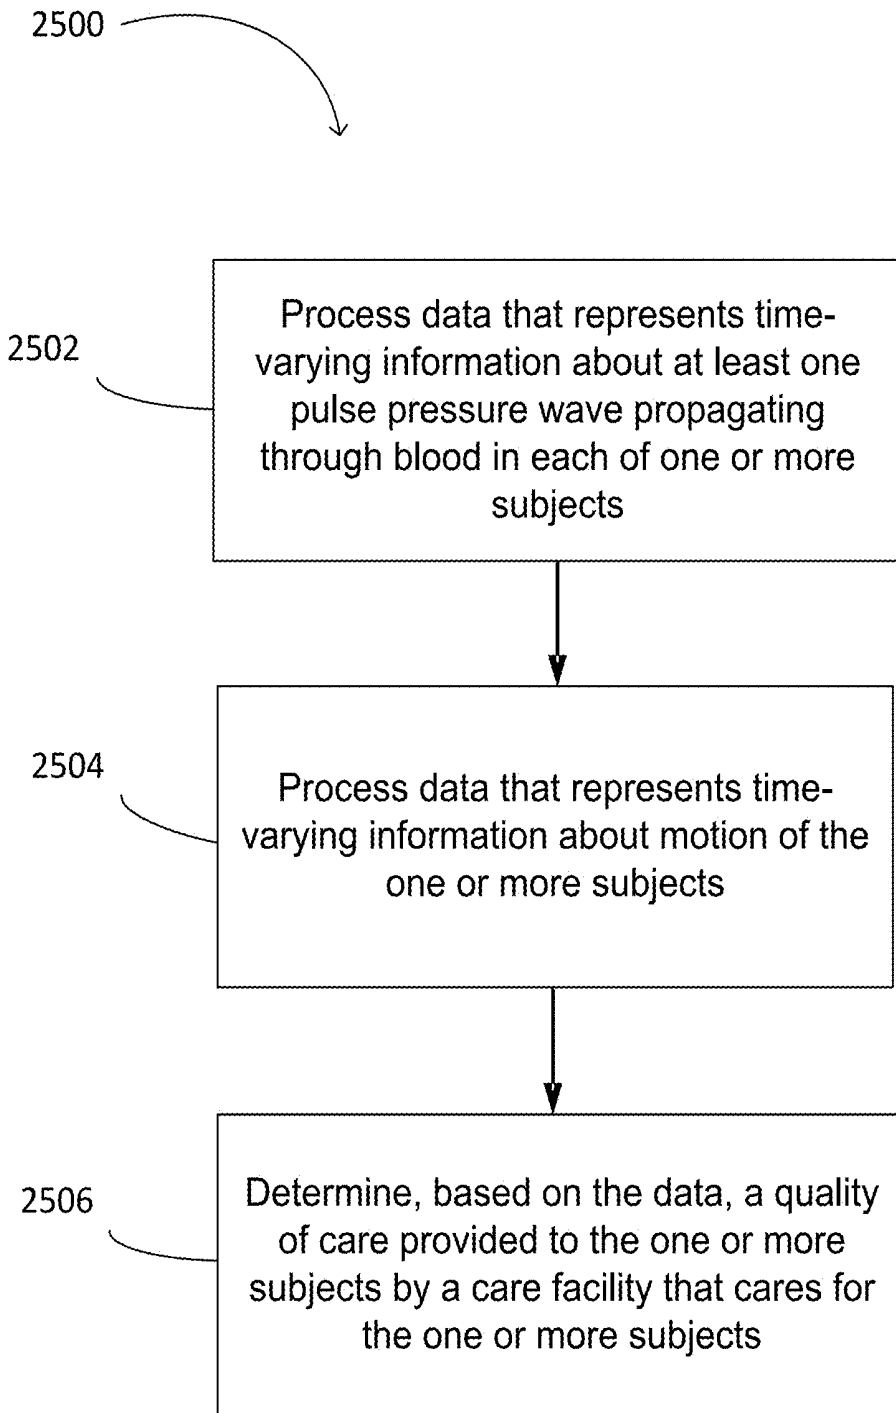 2500
2502
Process data that represents time-
varying information about at least one
pulse pressure wave propagating
through blood in each of one or more
subjects
2504
Process data that represents time-
varying information about motion of the
one or more subjects
2506
Determine, based on the data, a quality
of care provided to the one or more
subjects by a care facility that cares for
the one or more subjects